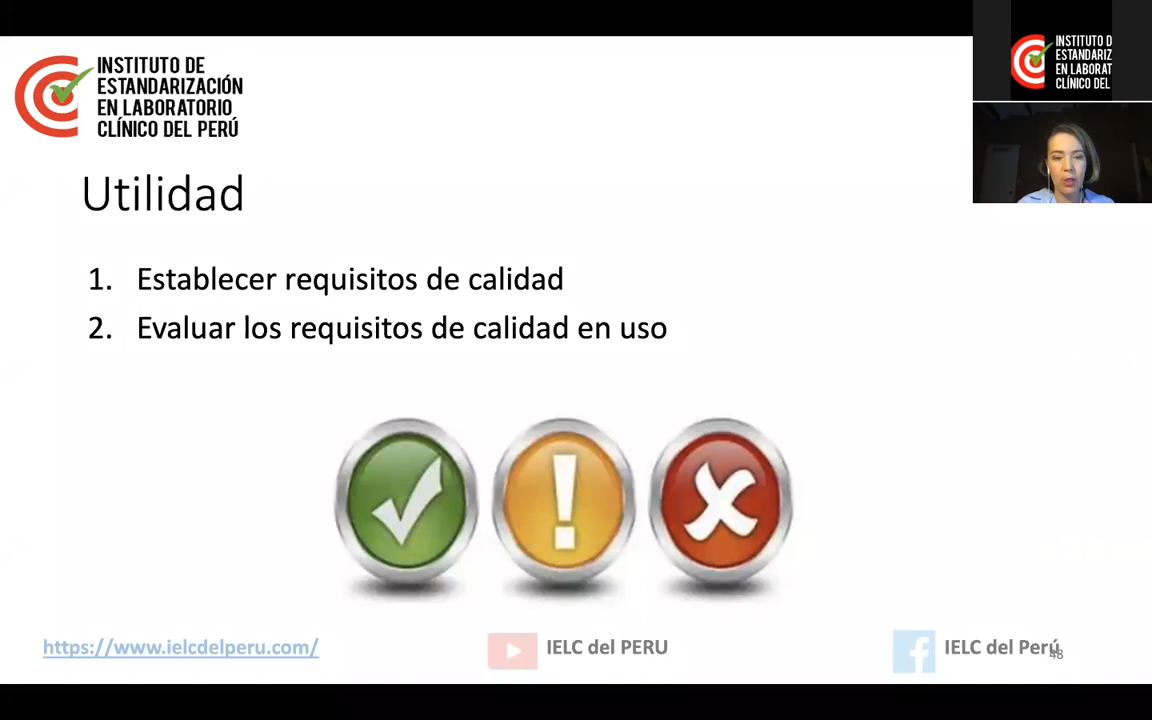 INSTITUTO DE
ESTANDARIZACIÓN
EN LABORATORIO
CLÍNICO DEL PERÚ
INSTITUTO D
ESTANDARIZ
EN LABORAT
CLÍNICO DEL
Utilidad
1. Establecer requisitos de calidad
2. Evaluar los requisitos de calidad en uso
https://www.ielcdelperu.com/
IELC del PERU
IELC del Perú
48